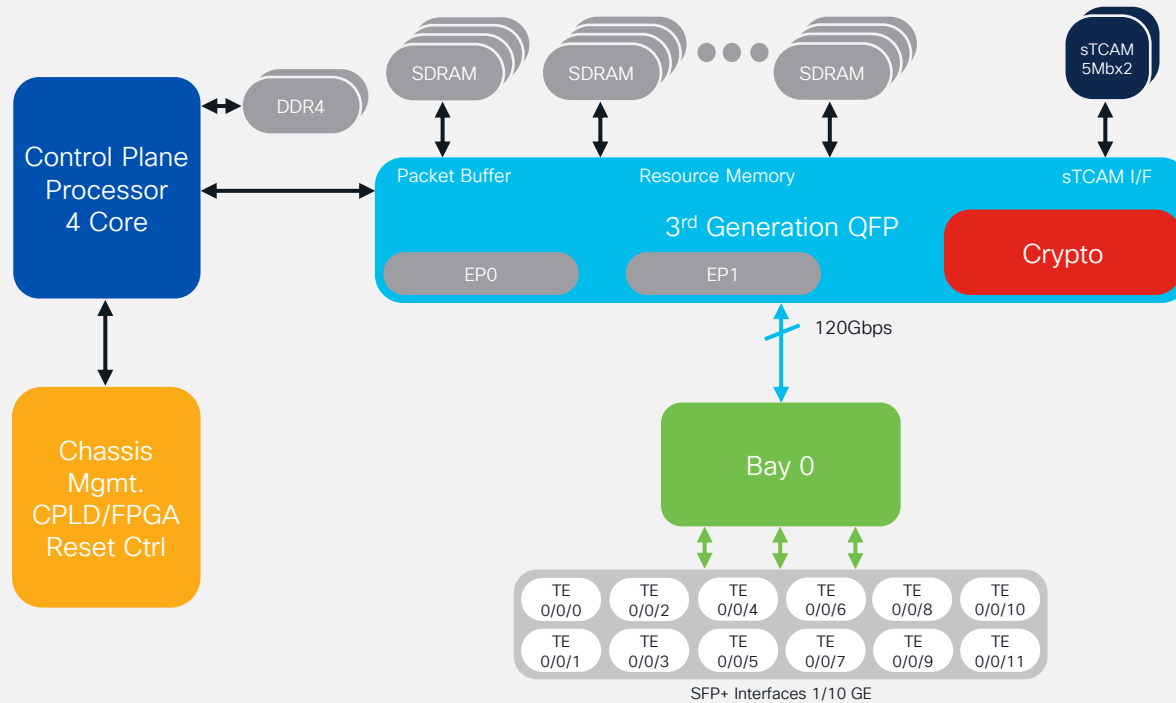 SDRAM
SDRAM
SDRAM
sTCAM
5Mbx2
DDR4
Control Plane
Processor
4 Core
Packet Buffer
Resource Memory
sTCAM I/F
3rd Generation QFP
EP0
EP1
Crypto
120Gbps
Chassis
Mgmt.
CPLD/FPGA
Reset Ctrl
Bay 0
TE
0/0/0
TE
0/0/2
TE
0/0/4
TE
0/0/6
TE
0/0/8
TE
0/0/10
TE
0/0/1
TE
0/0/3
TE
0/0/5
TE
0/0/7
TE
0/0/9
TE
0/0/11
SFP+ Interfaces 1/10 GE